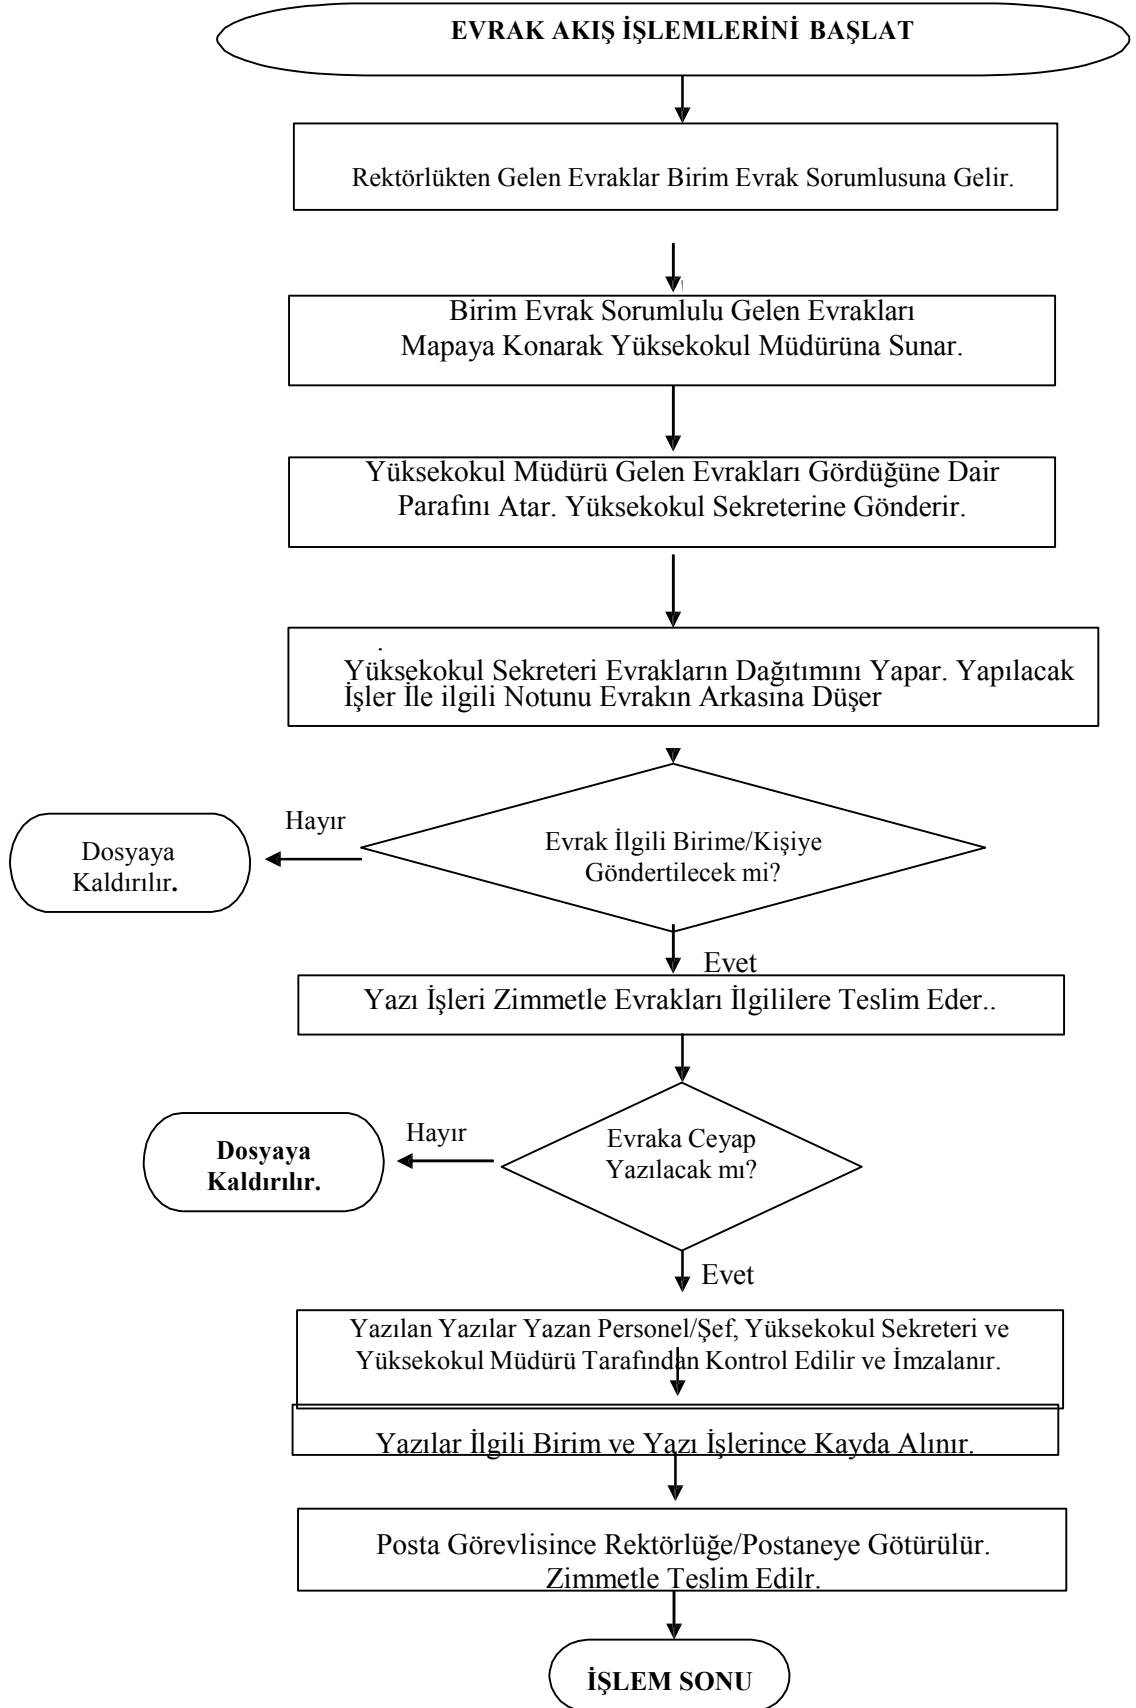 EVRAK AKIŞ İŞLEMLERİNİ BAŞLAT
Rektörlükten Gelen Evraklar Birim Evrak Sorumlusuna Gelir.
Birim Evrak Sorumlulu Gelen Evrakları
Mapaya Konarak Yüksekokul Müdürüna Sunar.
Yüksekokul Müdürü Gelen Evrakları Gördüğüne Dair
Parafını Atar. Yüksekokul Sekreterine Gönderir.
.
Yüksekokul Sekreteri Evrakların Dağıtımını Yapar. Yapılacak
İşler İle ilgili Notunu Evrakın Arkasına Düşer
Evrak İlgili Birime/Kişiye
Göndertilecek mi?
Hayır
Dosyaya
Kaldırılır.
Evet
Yazı İşleri Zimmetle Evrakları İlgililere Teslim Eder..
Evraka Ceyap
Yazılacak mı?
Hayır
Dosyaya
Kaldırılır.
Evet
Yazılan Yazılar Yazan Personel/Şef, Yüksekokul Sekreteri ve
Yüksekokul Müdürü Tarafından Kontrol Edilir ve İmzalanır.
Yazılar İlgili Birim ve Yazı İşlerince Kayda Alınır.
Posta Görevlisince Rektörlüğe/Postaneye Götürülür.
Zimmetle Teslim Edilr.
İŞLEM SONU